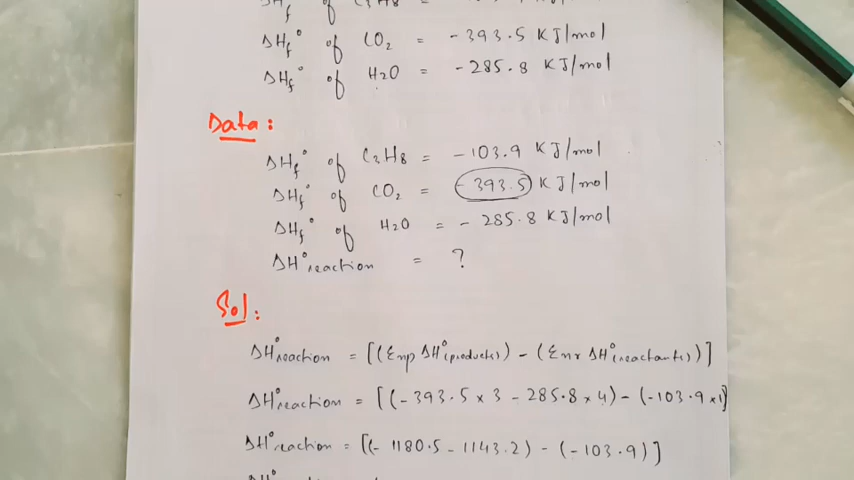 ΔHf° of CO₂ = -393.5 KJ/mol
ΔHf° of H₂O = -285.8 KJ/mol
Data:
ΔHf° of C3H8 = -103.9 KJ/mol
ΔHf° of CO₂ = -393.5 KJ/mol
ΔHf° of H₂O = -285.8 KJ/mol
ΔH°reaction = ?
Sol:
ΔH°reaction = [(Σnp ΔH°(products) - (Σnr ΔH°(reactants)]
ΔH°reaction = [(-393.5 × 3 - 285.8 × 4) - (-103.9 × 1)]
ΔH°reaction = [(-1180.5 - 1143.2) - (-103.9)]